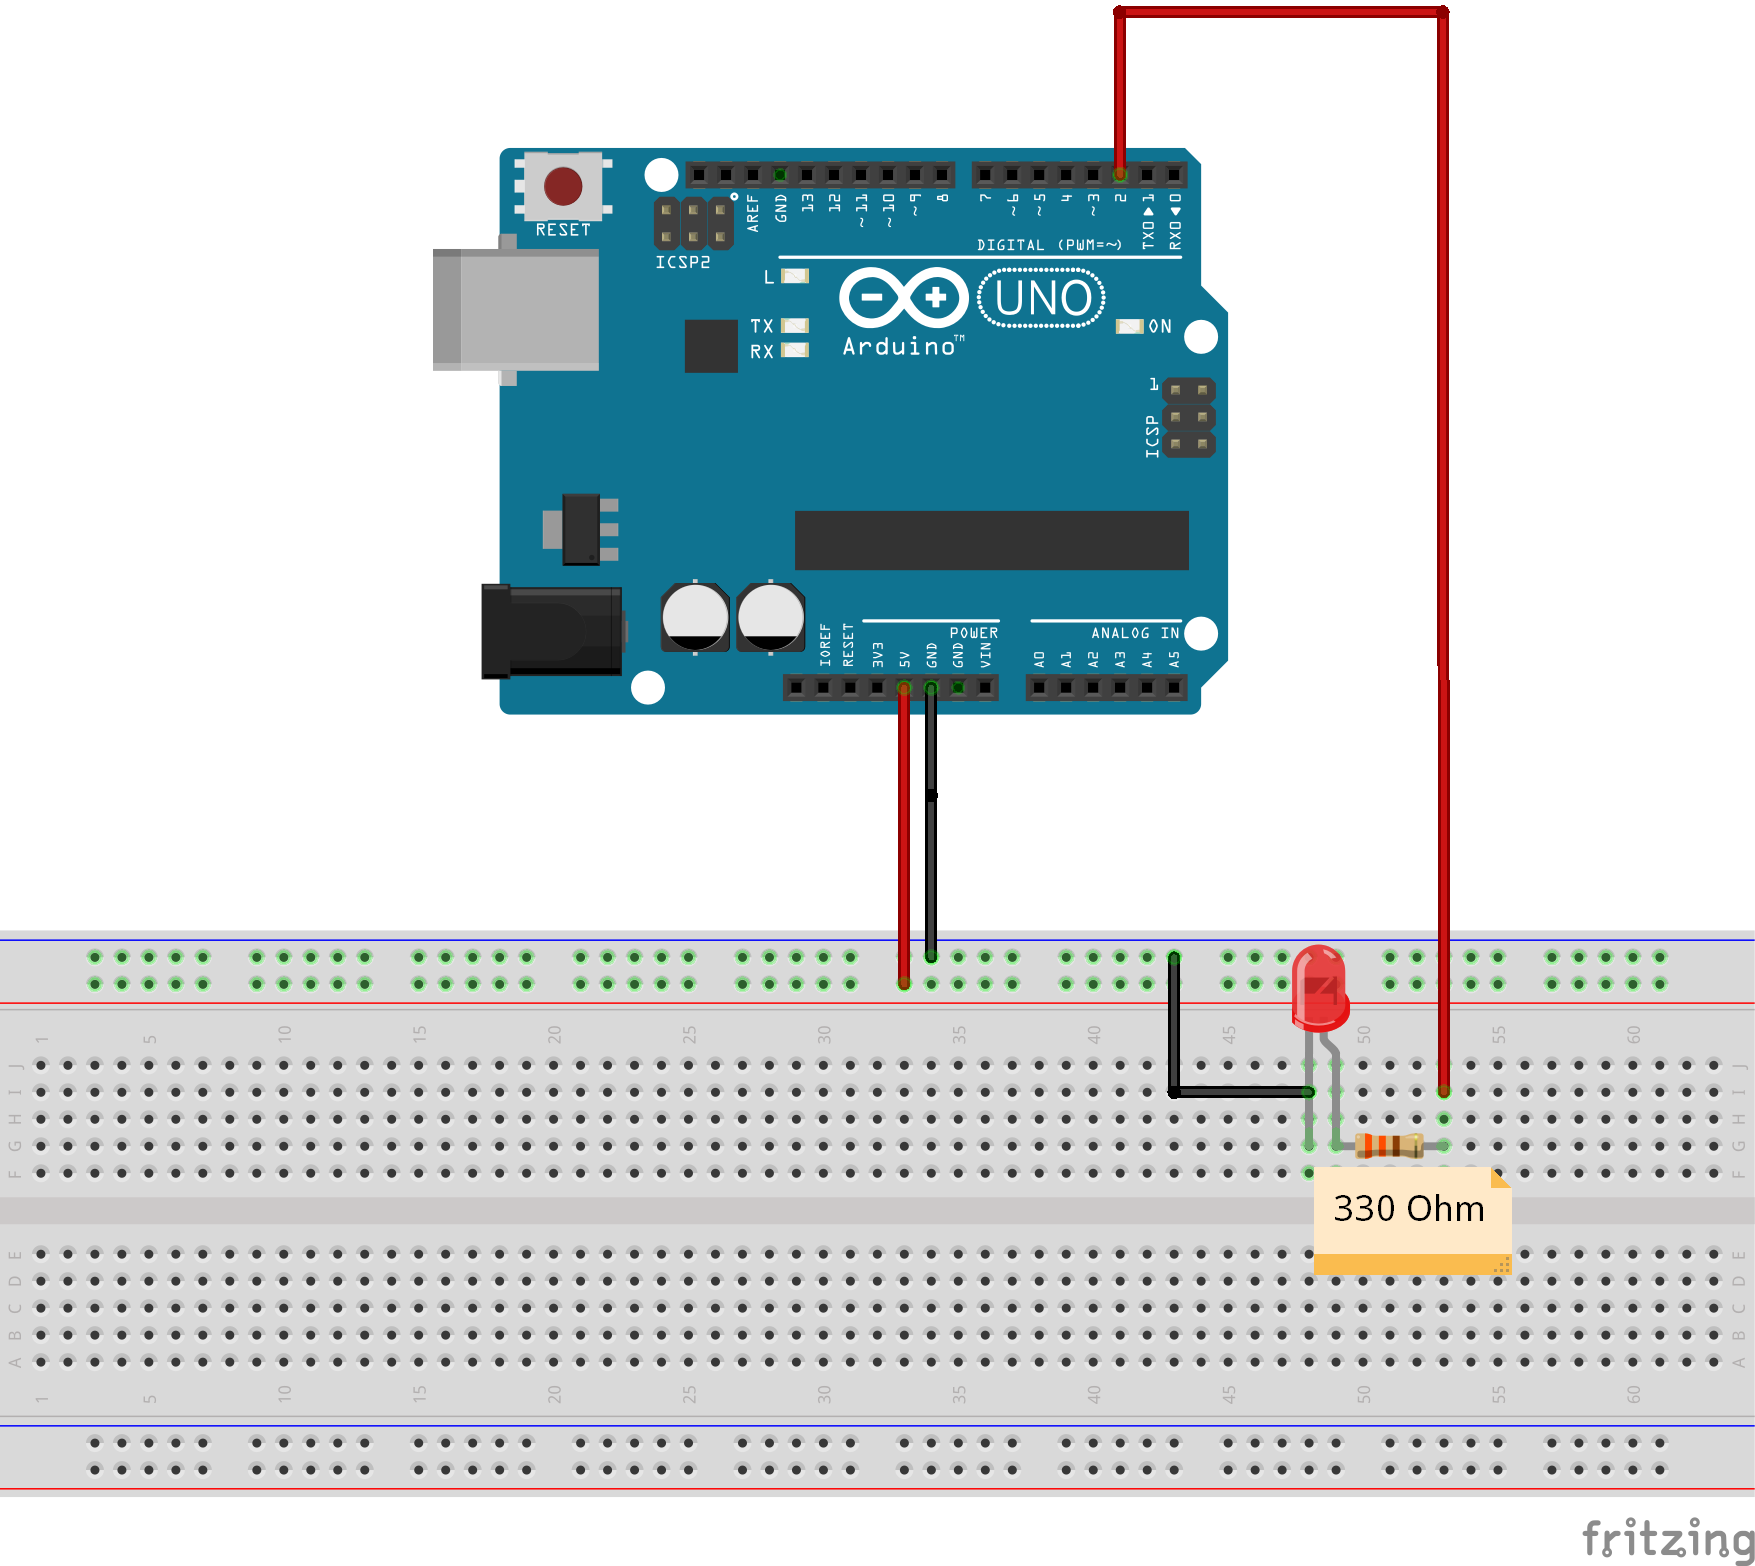 RESET
ICSP2
AREF
GND
13
12
~11
~10
~9
8
7
~6
~5
4
~3
2
TX0▶1
RX0◀0
DIGITAL (PWM=~)
L
TX
RX
Arduino™
UNO
ON
1
ICSP
IOREF
RESET
3V3
5V
GND
GND
VIN
POWER
A0
A1
A2
A3
A4
A5
ANALOG IN
1 5 10 15 20 25 30 35 40 45 50 55 60
J J
I I
H H
G G
F F
330 Ohm
E E
D D
C C
B B
A A
1 5 10 15 20 25 30 35 40 45 50 55 60
fritzing